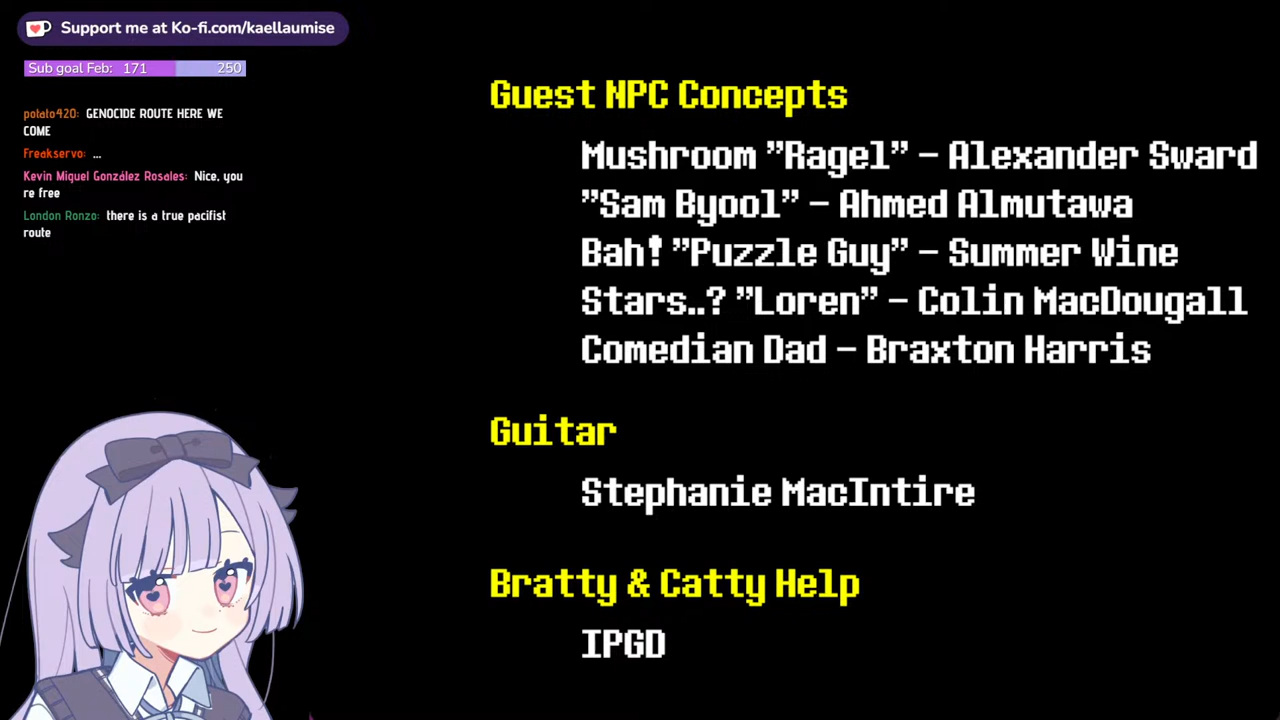 Support me at Ko-fi.com/kaellaumise
Sub goal Feb: 171 250
potato420: GENOCIDE ROUTE HERE WE
COME
Freakservo: ...
Kevin Miguel González Rosales: Nice, you
re free
London Ronzo: there is a true pacifist
route
Guest NPC Concepts
Mushroom "Ragel" - Alexander Sward
"Sam Byool" - Ahmed Almutawa
Bah! "Puzzle Guy" - Summer Wine
Stars..? "Loren" - Colin MacDougall
Comedian Dad - Braxton Harris
Guitar
Stephanie MacIntire
Bratty & Catty Help
IPGD